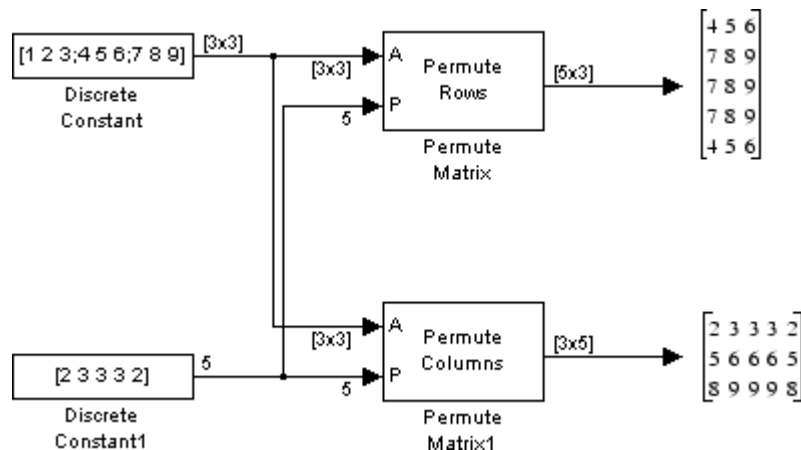 [1 2 3;4 5 6;7 8 9]
[3x3]
Discrete
Constant
[3x3]
A
P
5
Permute
Rows
Permute
Matrix
[5x3]
4 5 6
7 8 9
7 8 9
7 8 9
4 5 6
[2 3 3 3 2]
5
Discrete
Constant1
[3x3]
A
P
5
Permute
Columns
Permute
Matrix1
[3x5]
2 3 3 3 2
5 6 6 6 5
8 9 9 9 8